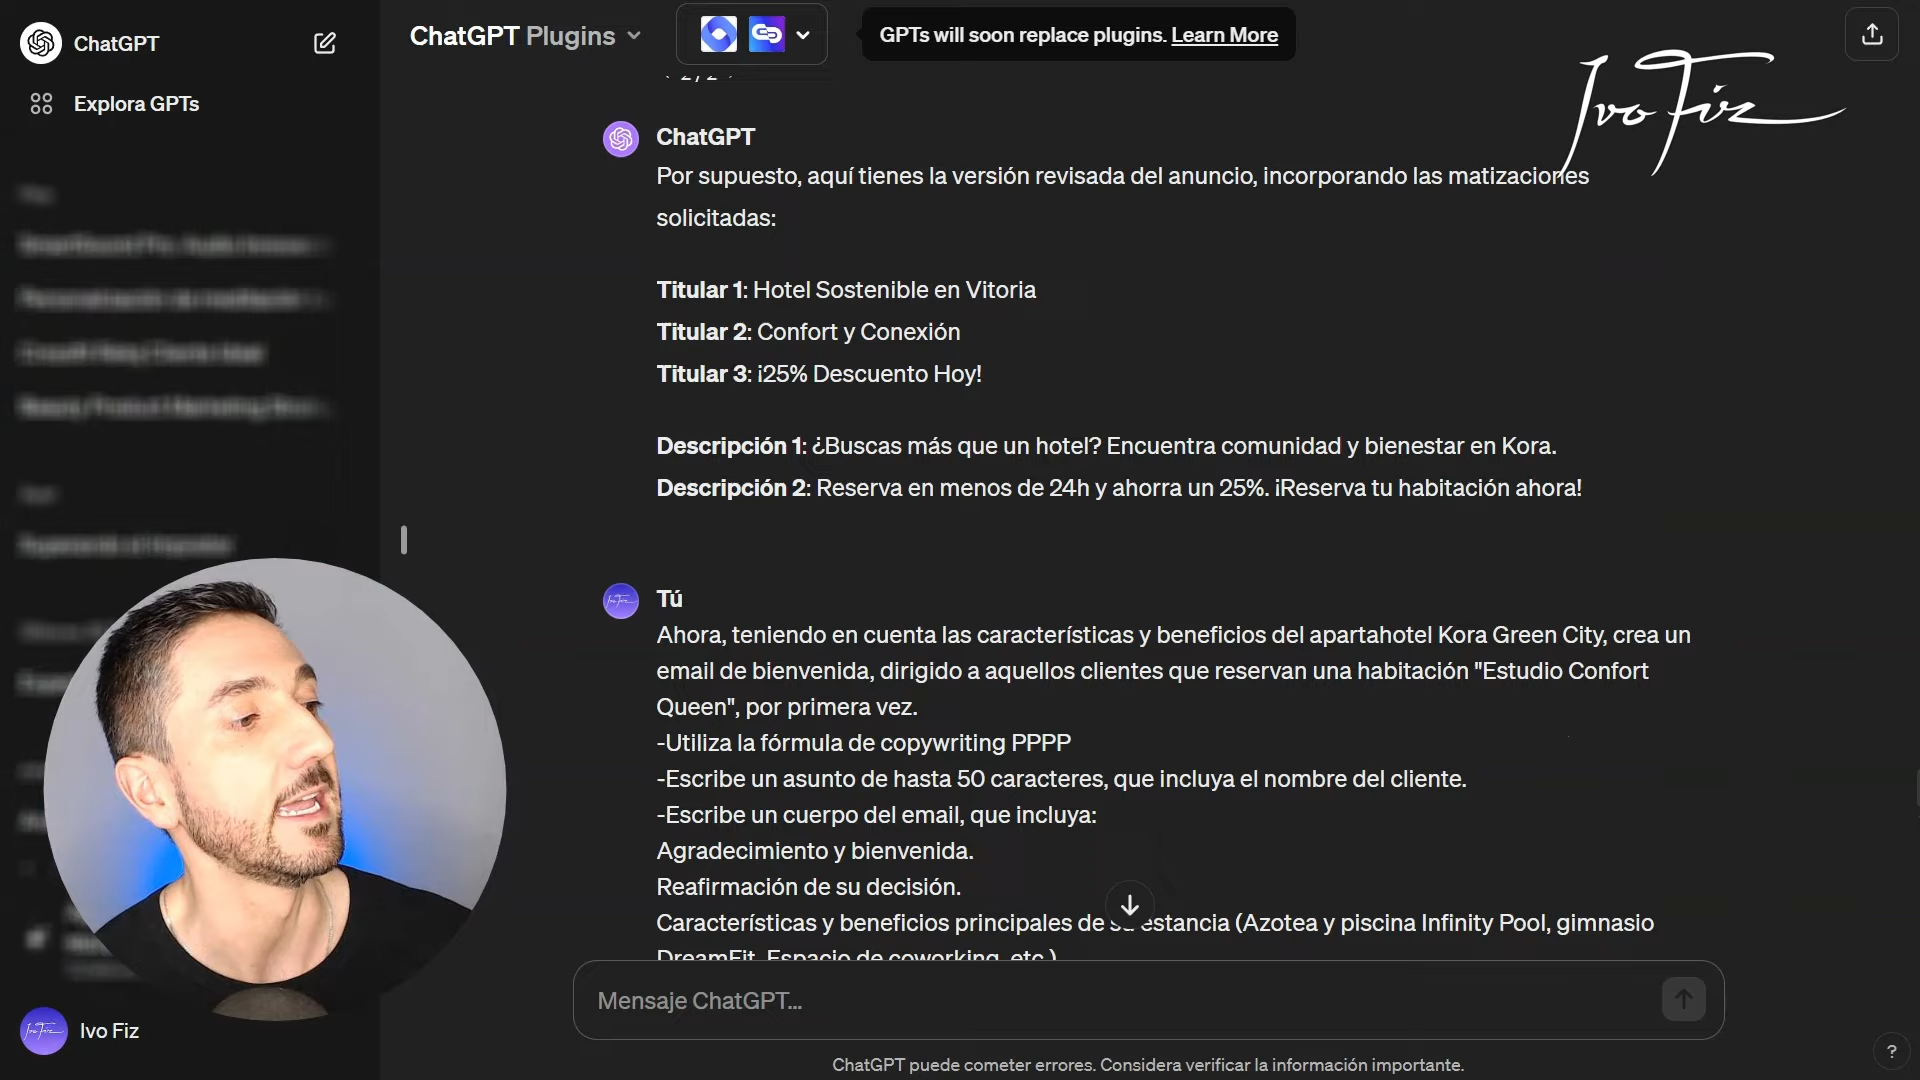 ChatGPT
Explora GPTs
Ivo Fiz
ChatGPT Plugins
GPTs will soon replace plugins. Learn More
Ivo Fiz
ChatGPT
Por supuesto, aquí tienes la versión revisada del anuncio, incorporando las matizaciones
solicitadas:
Titular 1: Hotel Sostenible en Vitoria
Titular 2: Confort y Conexión
Titular 3: ¡25% Descuento Hoy!
Descripción 1: ¿Buscas más que un hotel? Encuentra comunidad y bienestar en Kora.
Descripción 2: Reserva en menos de 24h y ahorra un 25%. ¡Reserva tu habitación ahora!
Tú
Ahora, teniendo en cuenta las características y beneficios del apartahotel Kora Green City, crea un
email de bienvenida, dirigido a aquellos clientes que reservan una habitación "Estudio Confort
Queen", por primera vez.
-Utiliza la fórmula de copywriting PPPP
-Escribe un asunto de hasta 50 caracteres, que incluya el nombre del cliente.
-Escribe un cuerpo del email, que incluya:
Agradecimiento y bienvenida.
Reafirmación de su decisión.
Características y beneficios principales de su estancia (Azotea y piscina Infinity Pool, gimnasio
DreamFit, Espacio de coworking, etc.)
Mensaje ChatGPT...
ChatGPT puede cometer errores. Considera verificar la información importante.
?